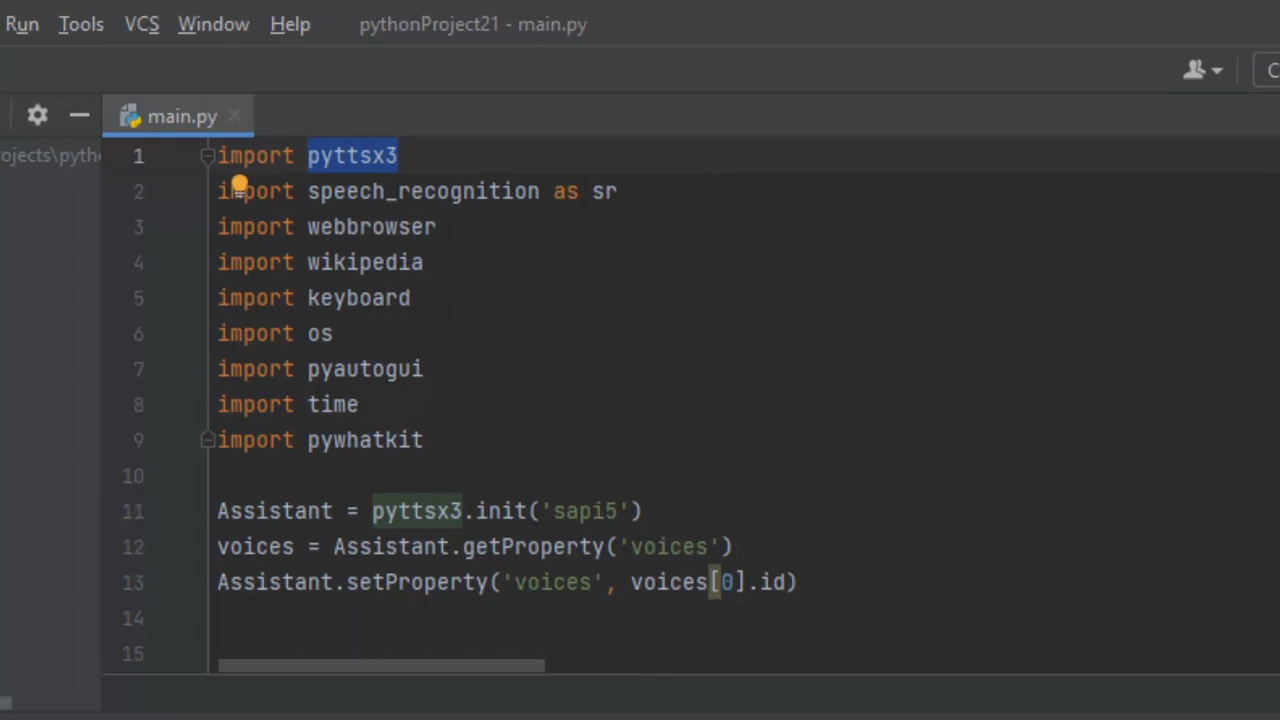 Run Tools VCS Window Help pythonProject21 - main.py
main.py
ojects\pytho
1 import pyttsx3
2 import speech_recognition as sr
3 import webbrowser
4 import wikipedia
5 import keyboard
6 import os
7 import pyautogui
8 import time
9 import pywhatkit
10
11 Assistant = pyttsx3.init('sapi5')
12 voices = Assistant.getProperty('voices')
13 Assistant.setProperty('voices', voices[0].id)
14
15